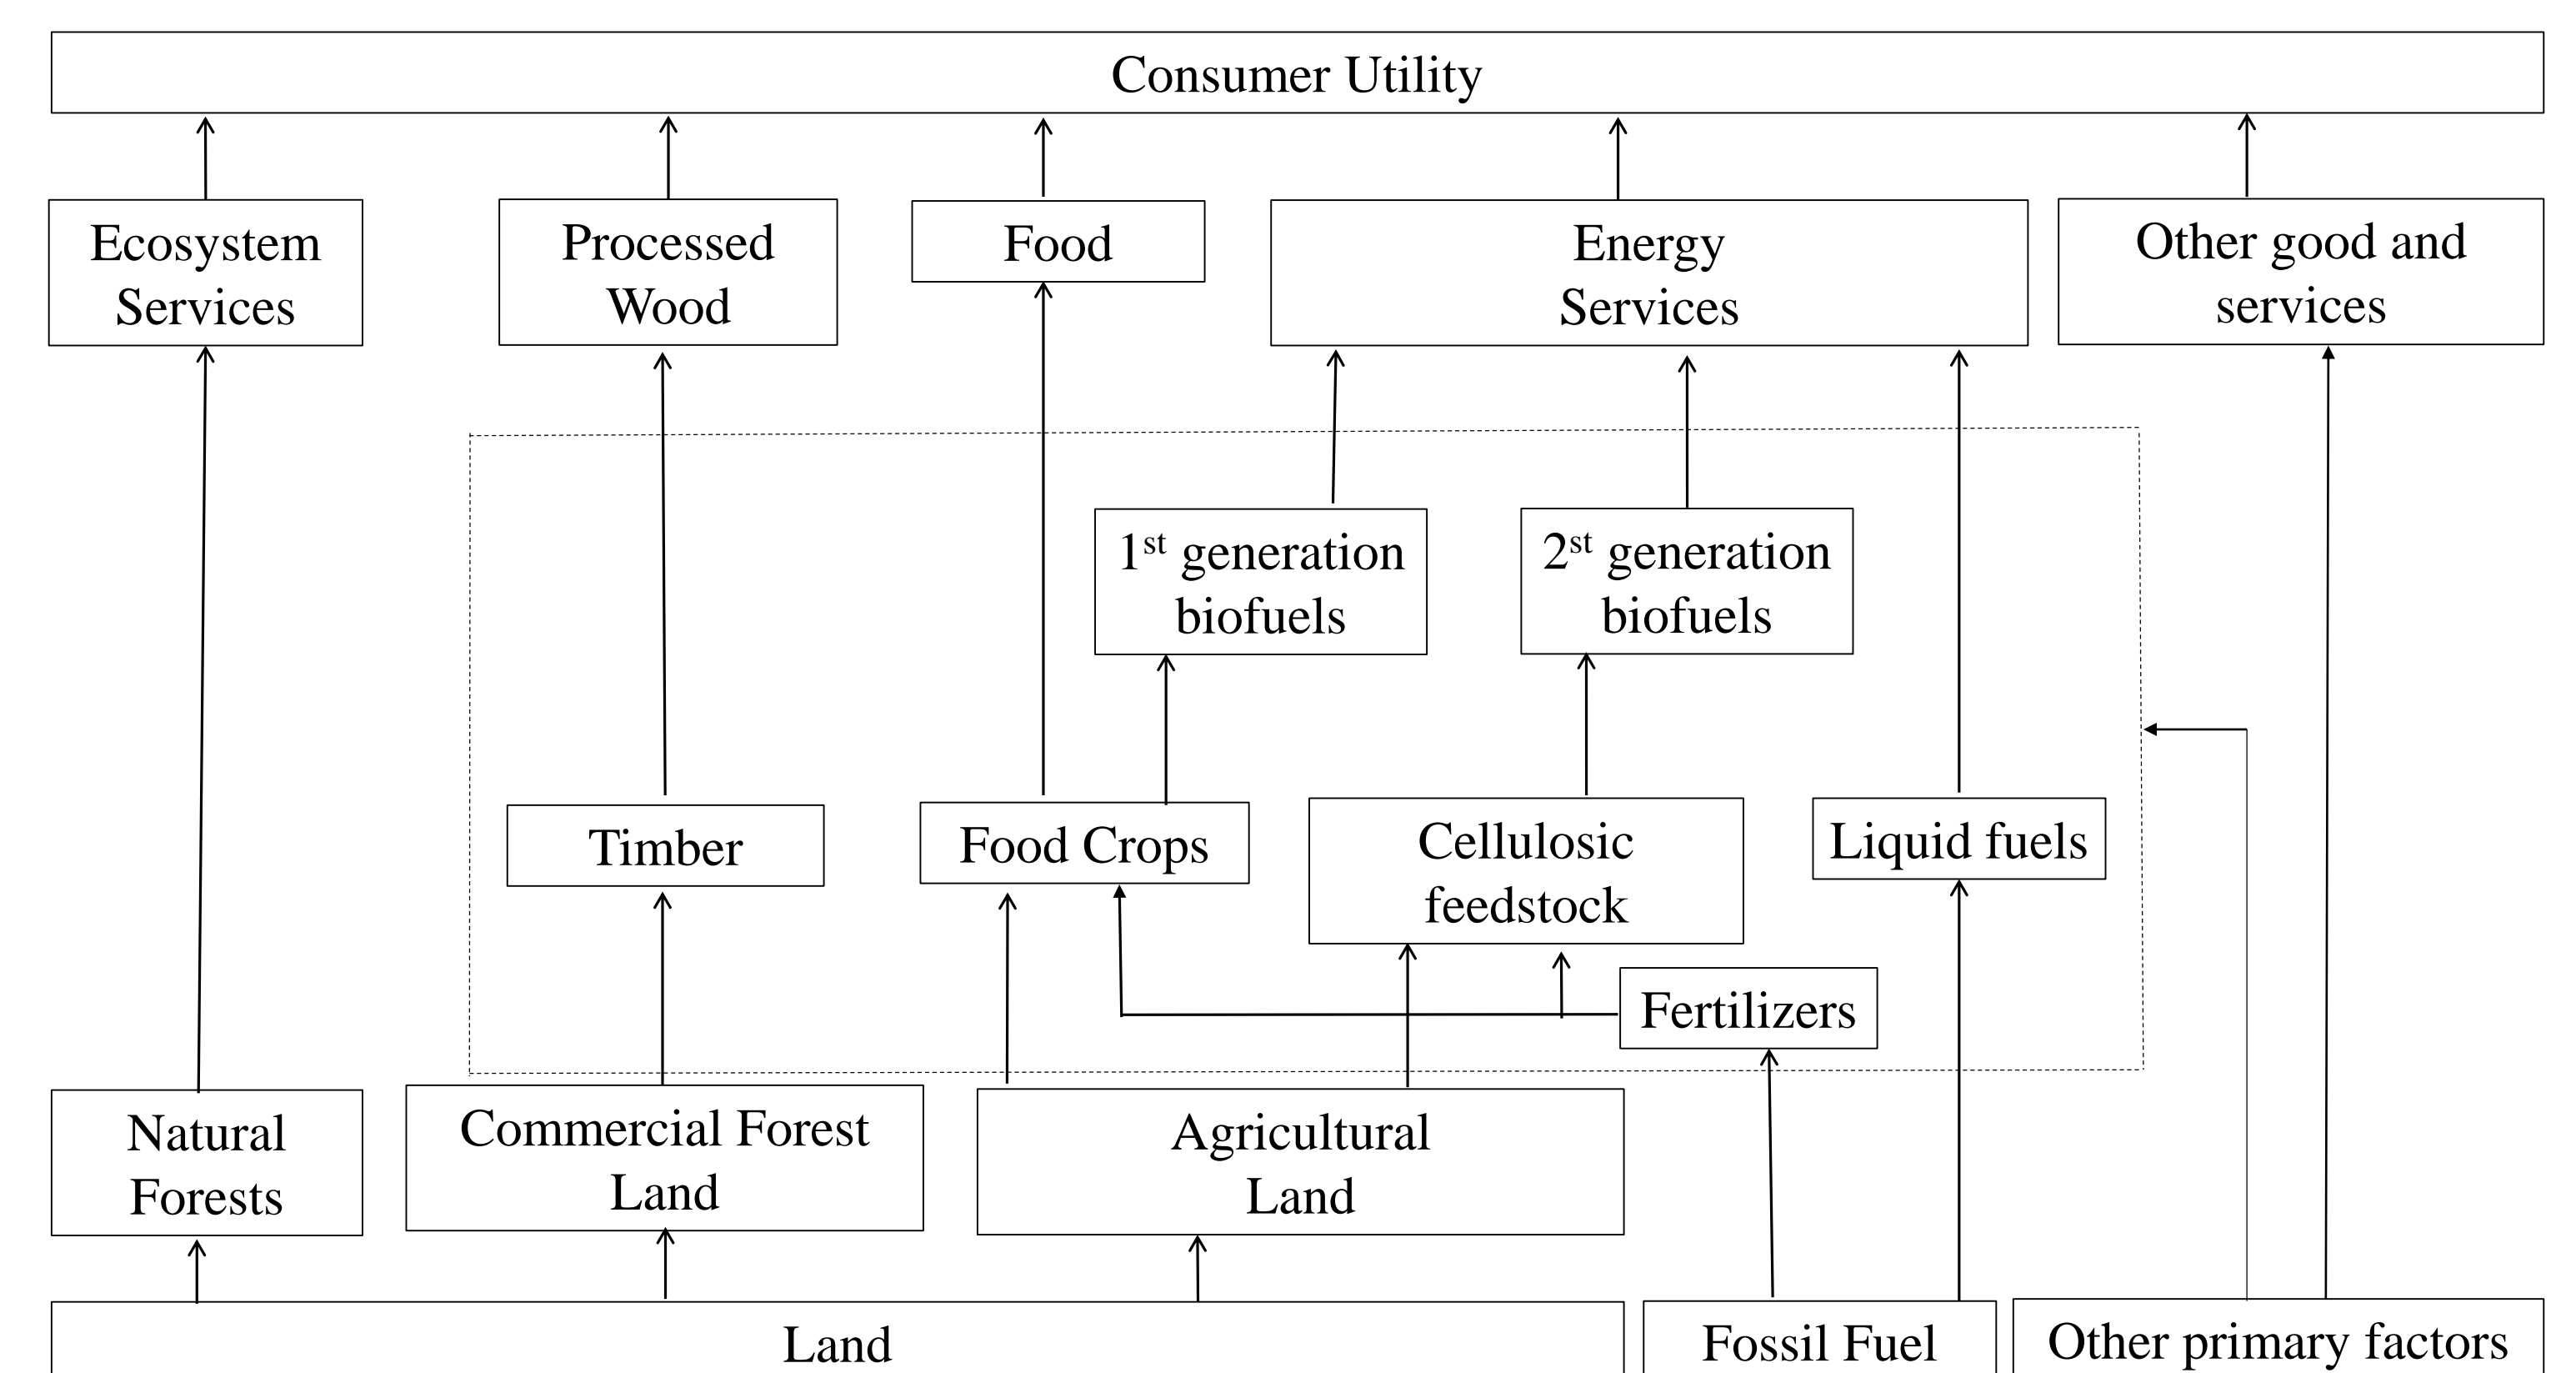 Consumer Utility
Ecosystem
Services
Processed
Wood
Food
Energy
Services
Other good and
services
1st generation
biofuels
2st generation
biofuels
Timber
Food Crops
Cellulosic
feedstock
Liquid fuels
Fertilizers
Natural
Forests
Commercial Forest
Land
Agricultural
Land
Land
Fossil Fuel
Other primary factors